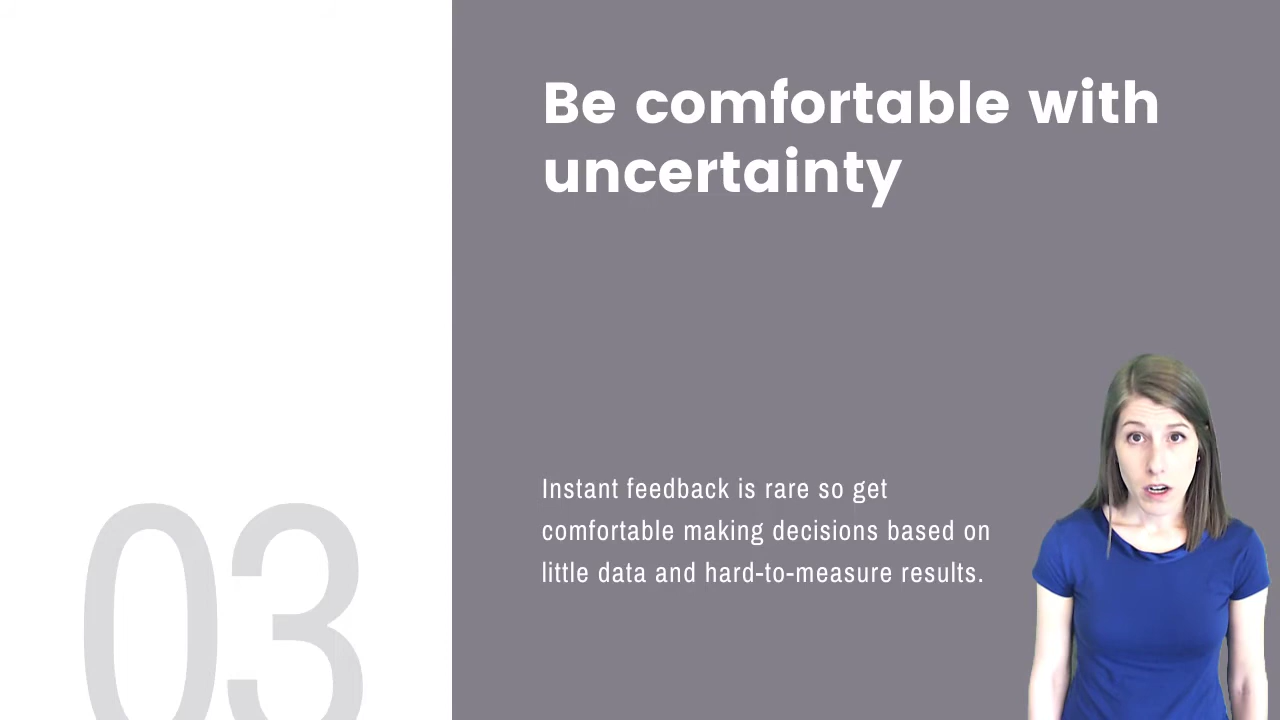 Be comfortable with
uncertainty
Instant feedback is rare so get
comfortable making decisions based on
little data and hard-to-measure results.
03